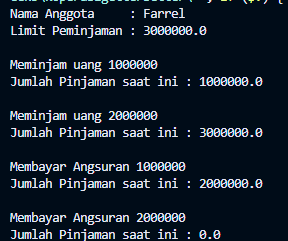 Nama Anggota     : Farrel
Limit Peminjaman : 3000000.0
Meminjam uang 1000000
Jumlah Pinjaman saat ini : 1000000.0
Meminjam uang 2000000
Jumlah Pinjaman saat ini : 3000000.0
Membayar Angsuran 1000000
Jumlah Pinjaman saat ini : 2000000.0
Membayar Angsuran 2000000
Jumlah Pinjaman saat ini : 0.0